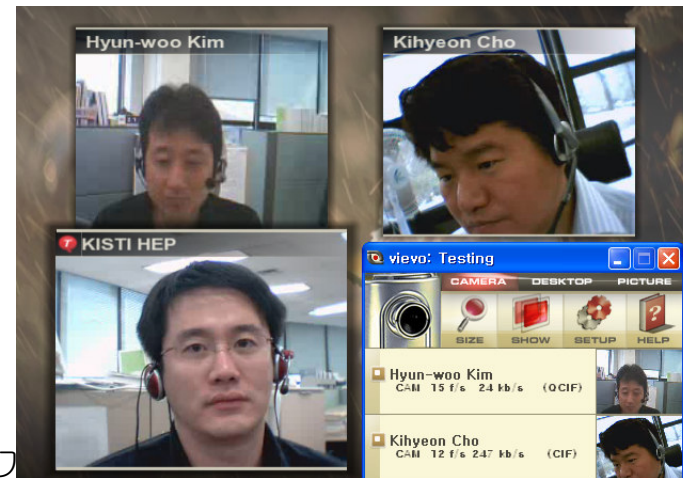 Hyun-woo Kim
Kihyeon Cho
KISTI HEP
vievo: Testing
CAMERA DESKTOP PICTURE
SIZE SHOW SETUP HELP
Hyun-woo Kim
CAM 15 f/s 24 kb/s (QCIF)
Kihyeon Cho
CAM 12 f/s 247 kb/s (CIF)